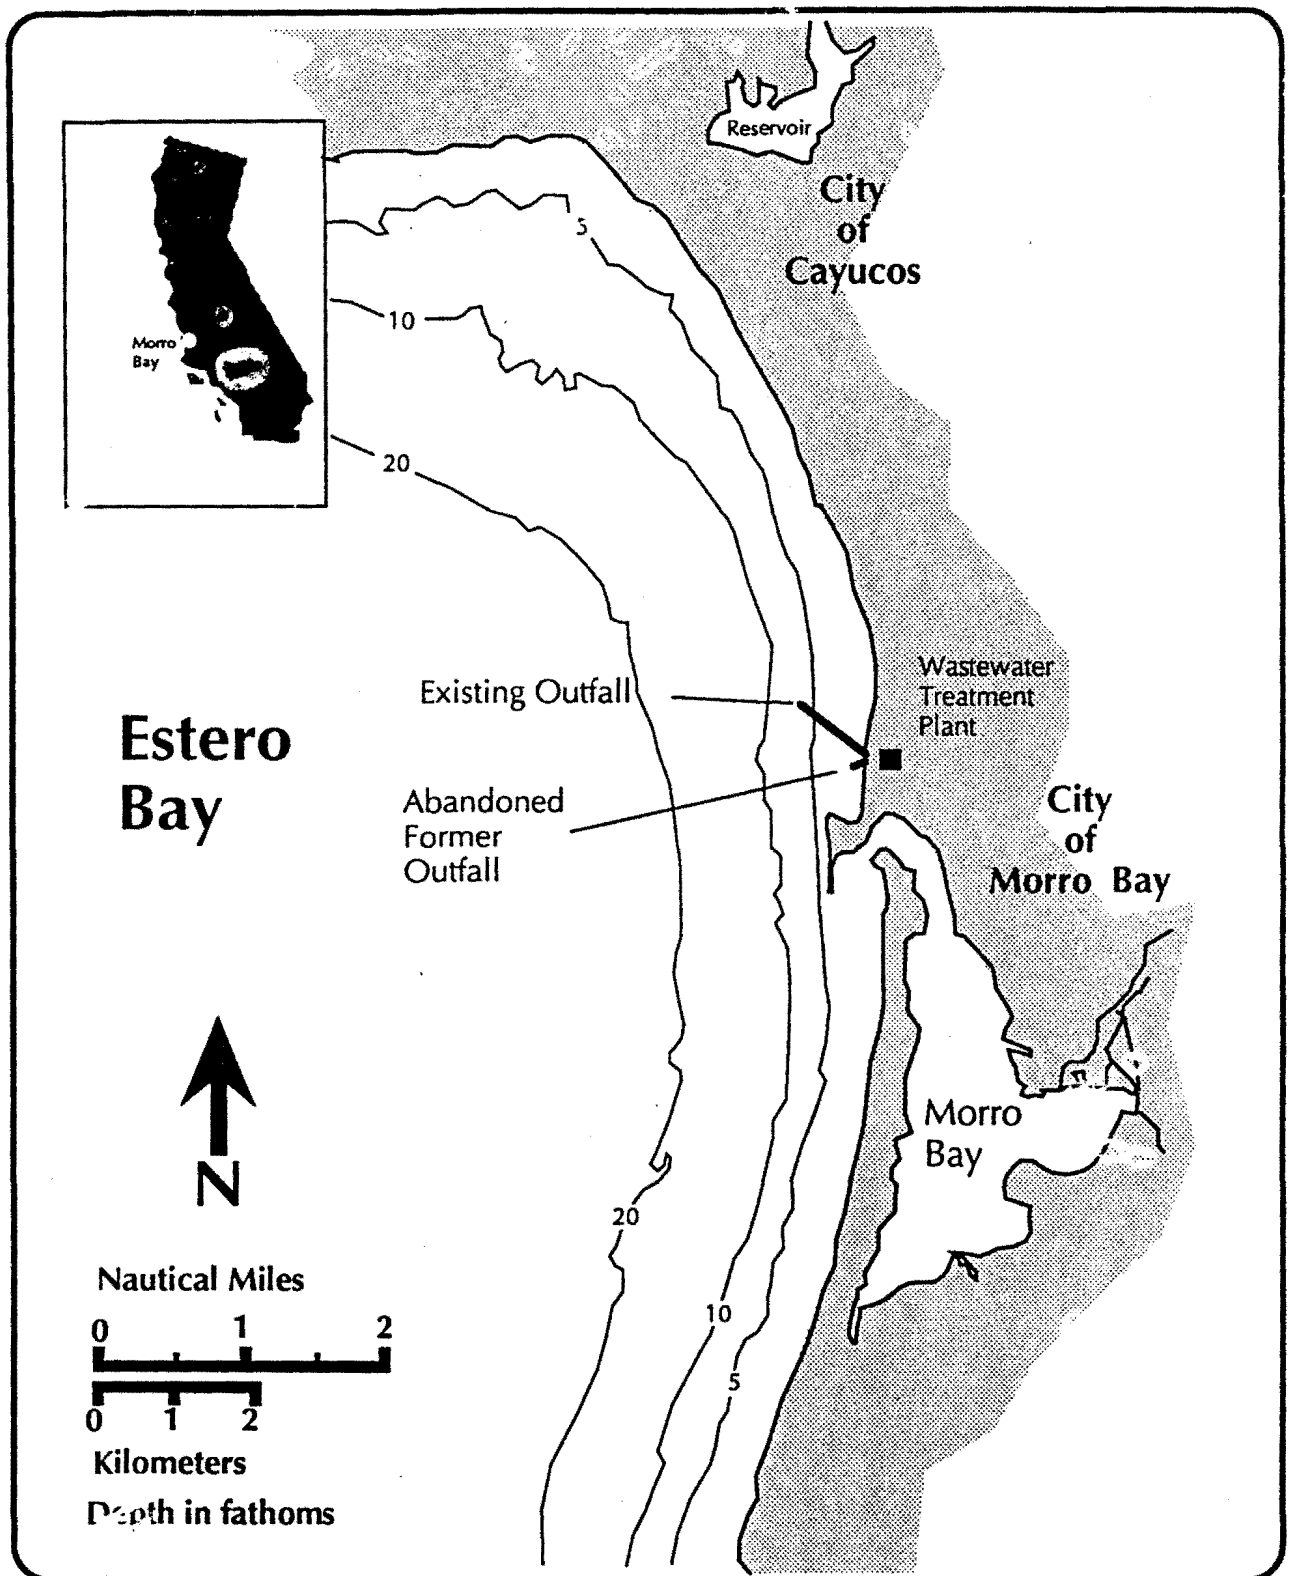 Reservoir
City
of
Cayucos
5
10
Morro
Bay
20
Existing Outfall
Wastewater
Treatment
Plant
Estero
Bay
Abandoned
Former
Outfall
City
of
Morro Bay
N
Morro
Bay
20
10
5
Nautical Miles
0 1 2
0 1 2
Kilometers
Depth in fathoms